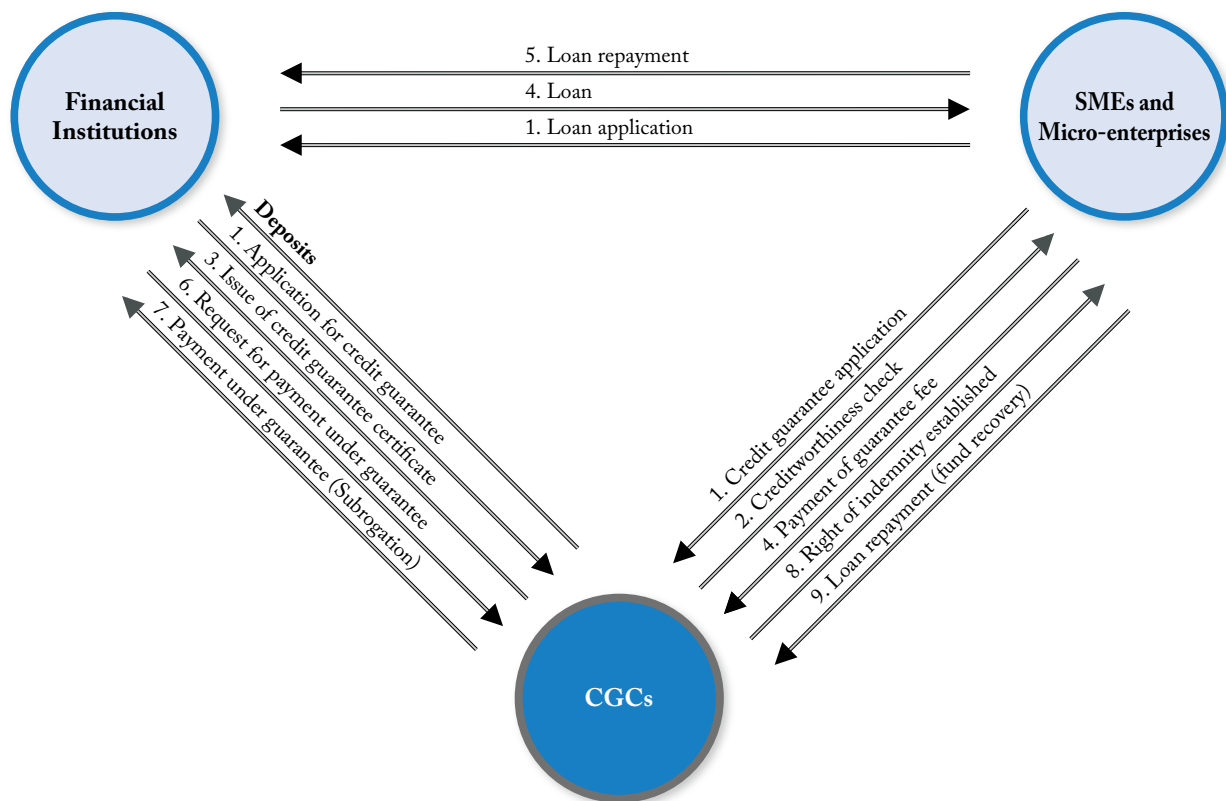 5. Loan repayment
Financial
Institutions
4. Loan
SMEs and
Micro-enterprises
1. Loan application
Deposits
1. Application for credit guarantee
3. Issue of credit guarantee certificate
6. Request for payment under guarantee
7. Payment under guarantee (Subrogation)
1. Credit guarantee application
2. Creditworthiness check
4. Payment of guarantee fee
8. Right of indemnity established
9. Loan repayment (fund recovery)
CGCs